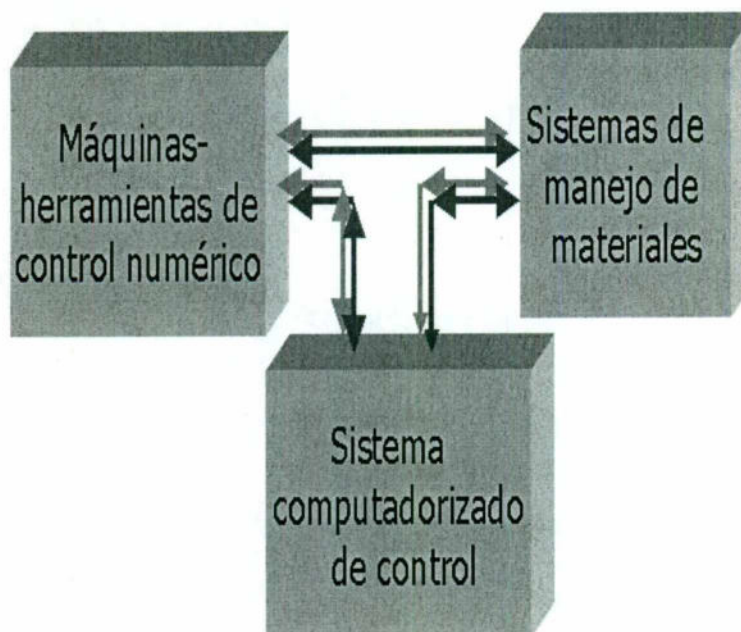 Máquinas-
herramientas de
control numérico
Sistemas de
manejo de
materiales
Sistema
computadorizado
de control